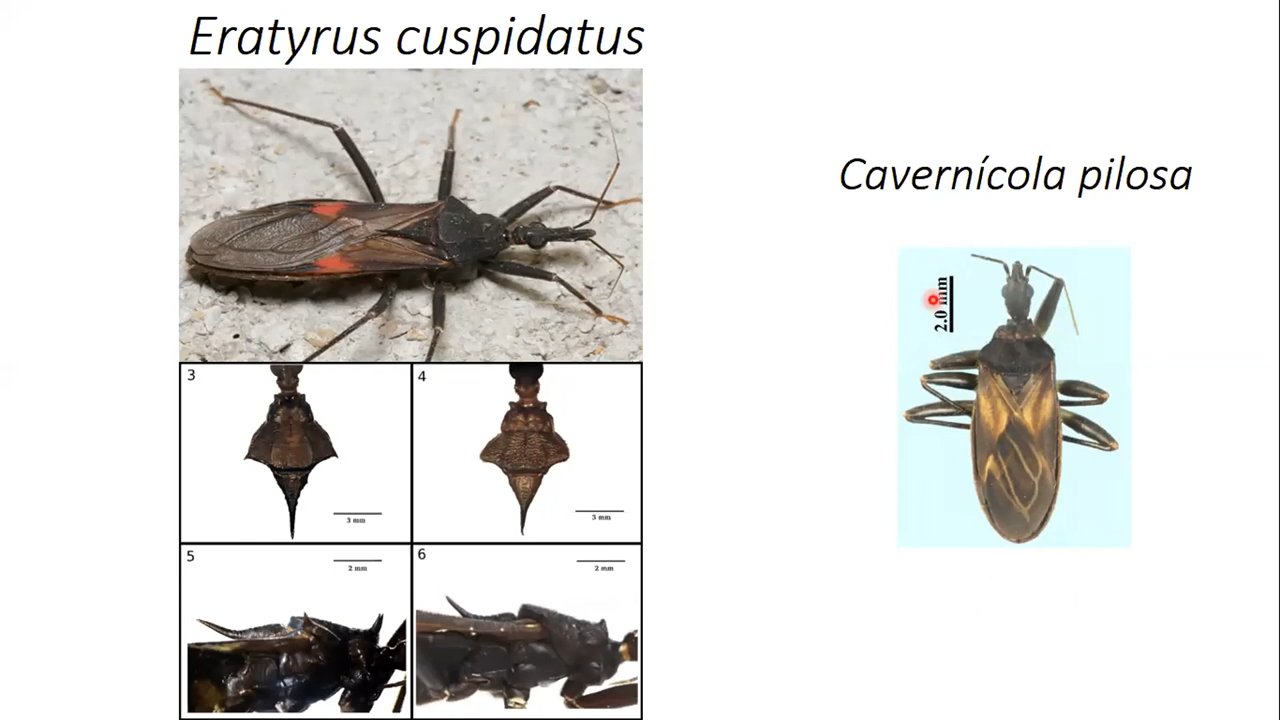 Eratyrus cuspidatus
Cavernícola pilosa
2.0 mm
3
3 mm
4
3 mm
5
2 mm
6
2 mm